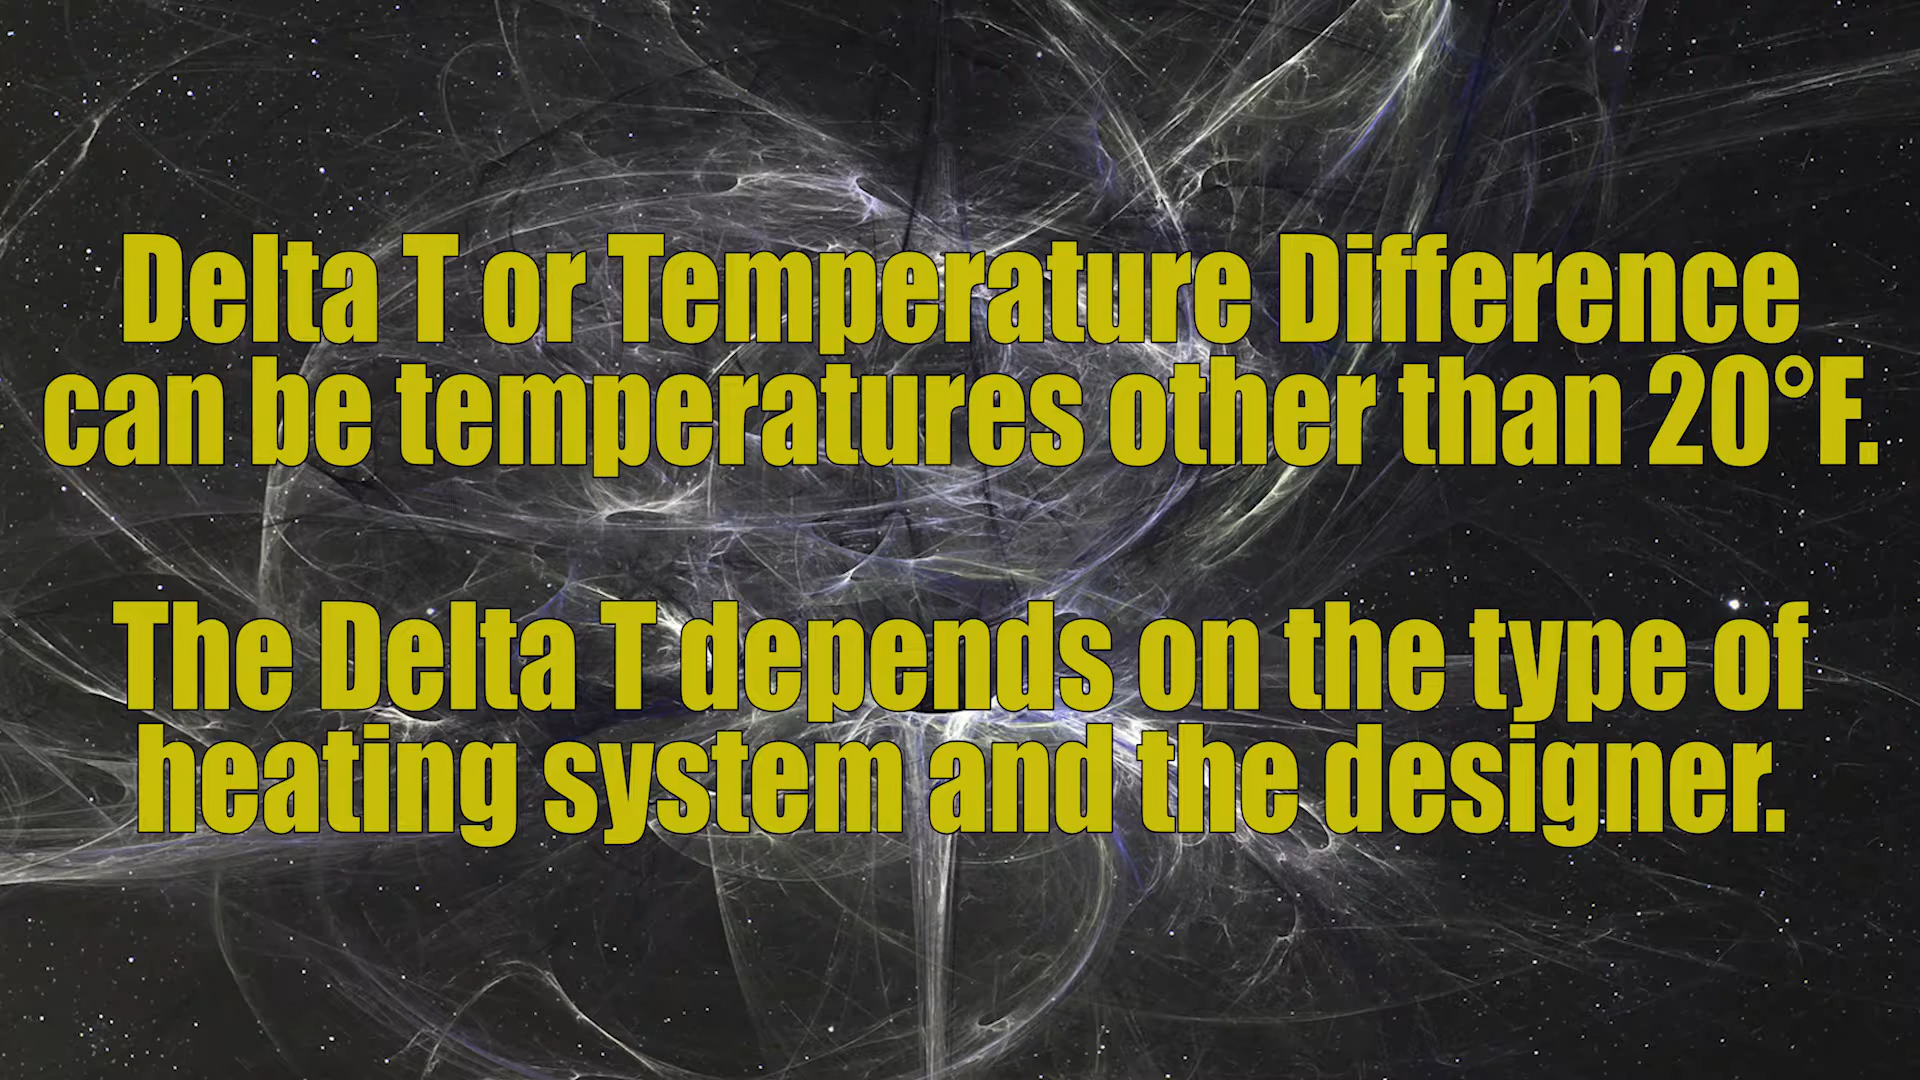 Delta T or Temperature Difference
can be temperatures other than 20°F.
The Delta T depends on the type of
heating system and the designer.